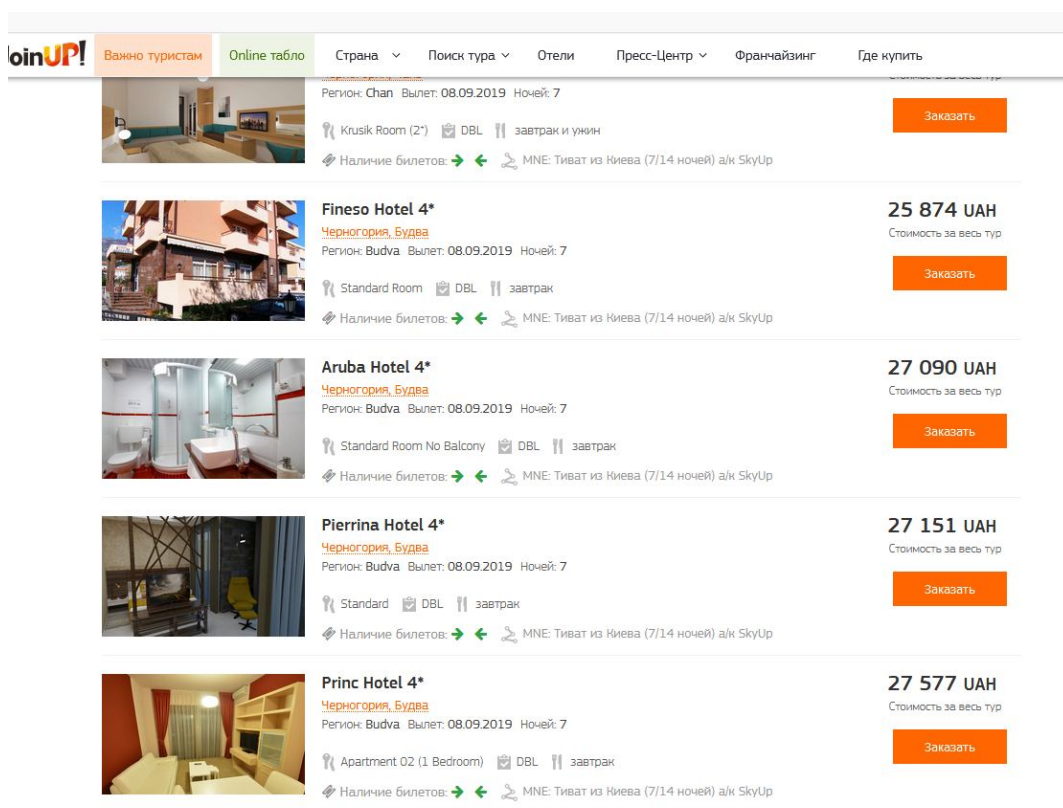 oinUP! Важно туристам Online табло Страна Поиск тура Отели Пресс-Центр Франчайзинг Где купить
Регион: Chan Вылет: 08.09.2019 Ночей: 7
Заказать
Krusik Room (2*) DBL завтрак и ужин
Наличие билетов: MNE: Тиват из Киева (7/14 ночей) а/к SkyUp
Fineso Hotel 4*
25 874 UAH
Черногория, Будва
Стоимость за весь тур
Регион: Budva Вылет: 08.09.2019 Ночей: 7
Заказать
Standard Room DBL завтрак
Наличие билетов: MNE: Тиват из Киева (7/14 ночей) а/к SkyUp
Aruba Hotel 4*
27 090 UAH
Черногория, Будва
Стоимость за весь тур
Регион: Budva Вылет: 08.09.2019 Ночей: 7
Заказать
Standard Room No Balcony DBL завтрак
Наличие билетов: MNE: Тиват из Киева (7/14 ночей) а/к SkyUp
Pierrina Hotel 4*
27 151 UAH
Черногория, Будва
Стоимость за весь тур
Регион: Budva Вылет: 08.09.2019 Ночей: 7
Заказать
Standard DBL завтрак
Наличие билетов: MNE: Тиват из Киева (7/14 ночей) а/к SkyUp
Princ Hotel 4*
27 577 UAH
Черногория, Будва
Стоимость за весь тур
Регион: Budva Вылет: 08.09.2019 Ночей: 7
Заказать
Apartment 02 (1 Bedroom) DBL завтрак
Наличие билетов: MNE: Тиват из Киева (7/14 ночей) а/к SkyUp